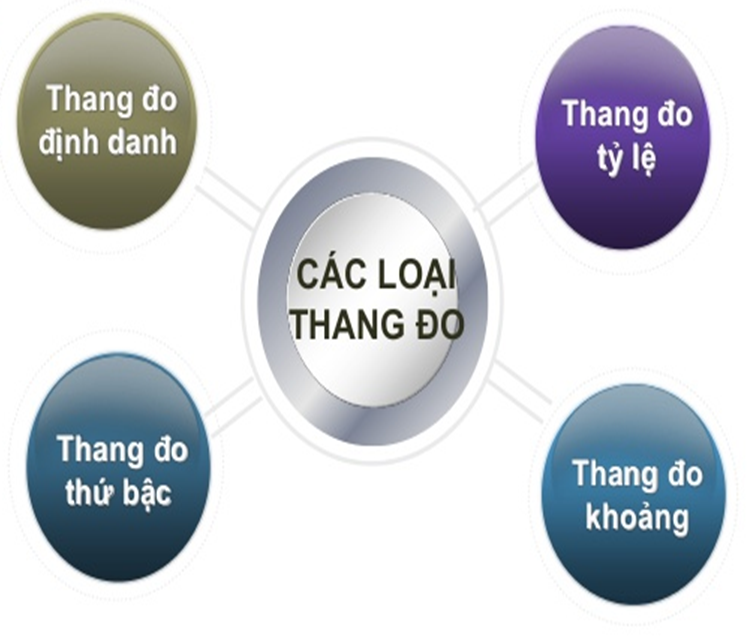 Thang đo
định danh
Thang đo
tỷ lệ
CÁC LOẠI
THANG ĐO
Thang đo
thứ bậc
Thang đo
khoảng